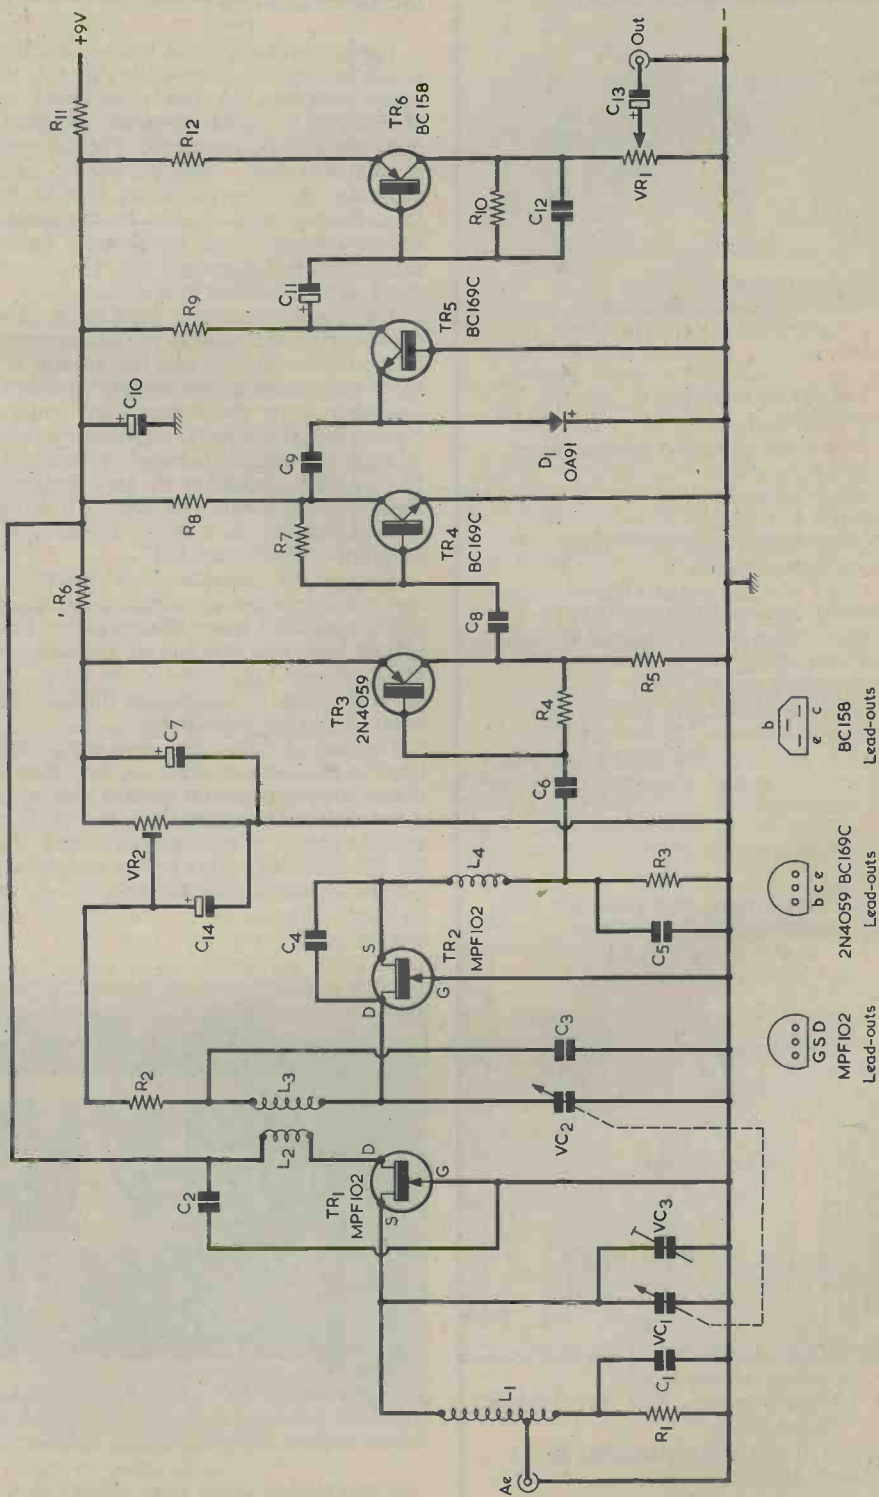 Ae
L1
R1
C1
VC1
VC3
TR1
MPF102
S
D
G
C2
L2
L3
R2
VC2
C3
C4
TR2
MPF102
D
S
G
L4
C5
R3
C14
+
VR2
C7
+
R6
C6
R4
R5
TR3
2N4059
C8
R7
R8
TR4
BC169C
C9
C10
+
D1
OA91
+
TR5
BC169C
R9
C11
+
R10
C12
TR6
BC158
R12
R11
+9V
VR1
C13
+
Out
−
G S D
MPF102
Lead-outs
b c e
2N4059 BC169C
Lead-outs
b
e c
BC158
Lead-outs